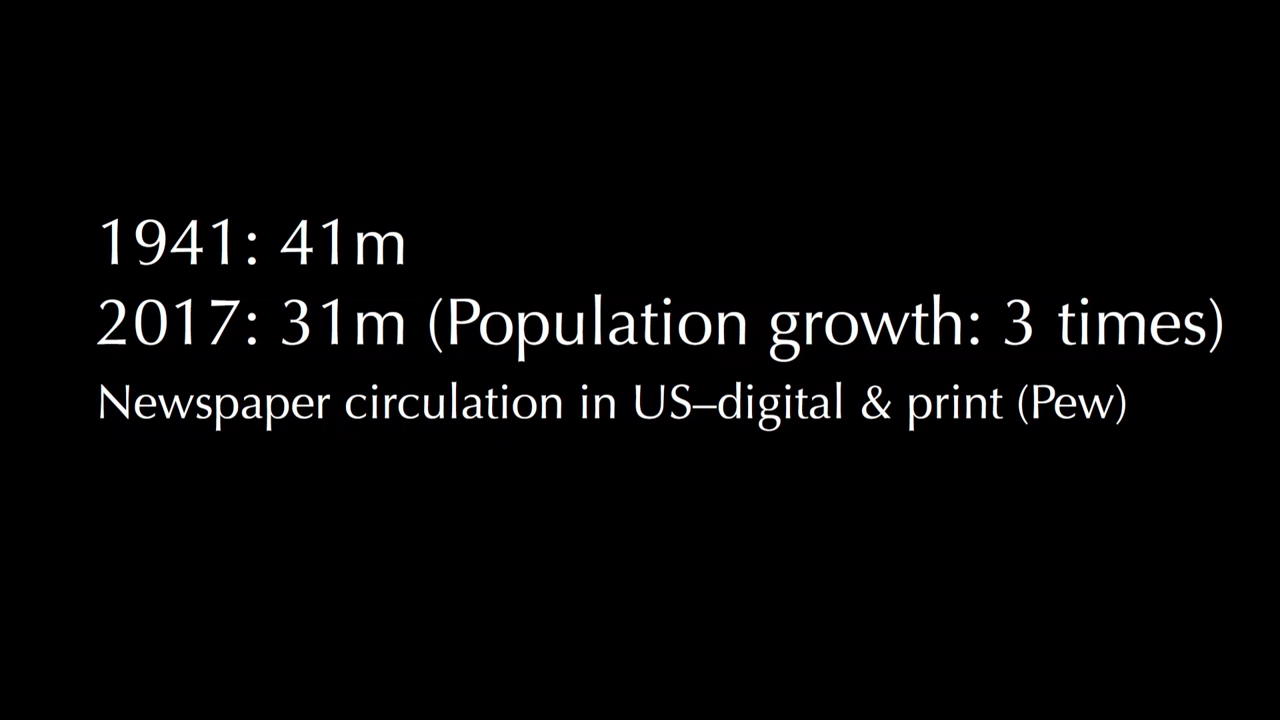 1941: 41m
2017: 31m (Population growth: 3 times)
Newspaper circulation in US–digital & print (Pew)